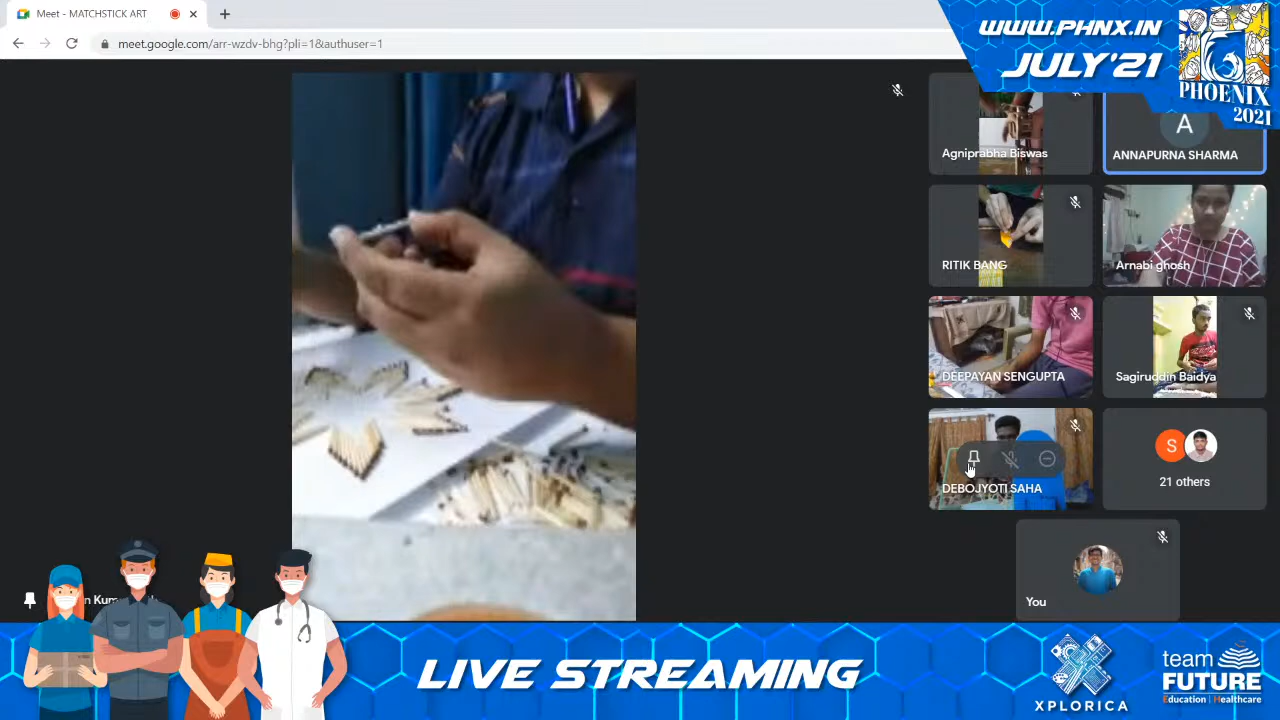 Meet - MATCHSTICK ART
meet.google.com/arr-wzdv-bhg?pli=1&authuser=1
WWW.PHNX.IN
JULY'21
PHOENIX
2021
Agniprabha Biswas
A
ANNAPURNA SHARMA
RITIK BANG
Arnabi ghosh
DEEPAYAN SENGUPTA
Sagiruddin Baidya
DEBOJYOTI SAHA
S
21 others
You
LIVE STREAMING
XPLORICA
team
FUTURE
Education | Healthcare